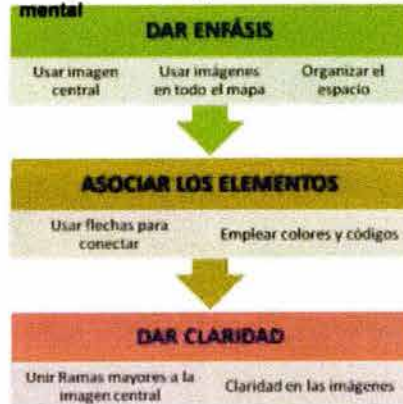 mental
DAR ENFÁSIS
Usar imagen central
Usar imágenes en todo el mapa
Organizar el espacio
ASOCIAR LOS ELEMENTOS
Usar flechas para conectar
Emplear colores y códigos
DAR CLARIDAD
Unir Ramas mayores a la imagen central
Claridad en las imágenes